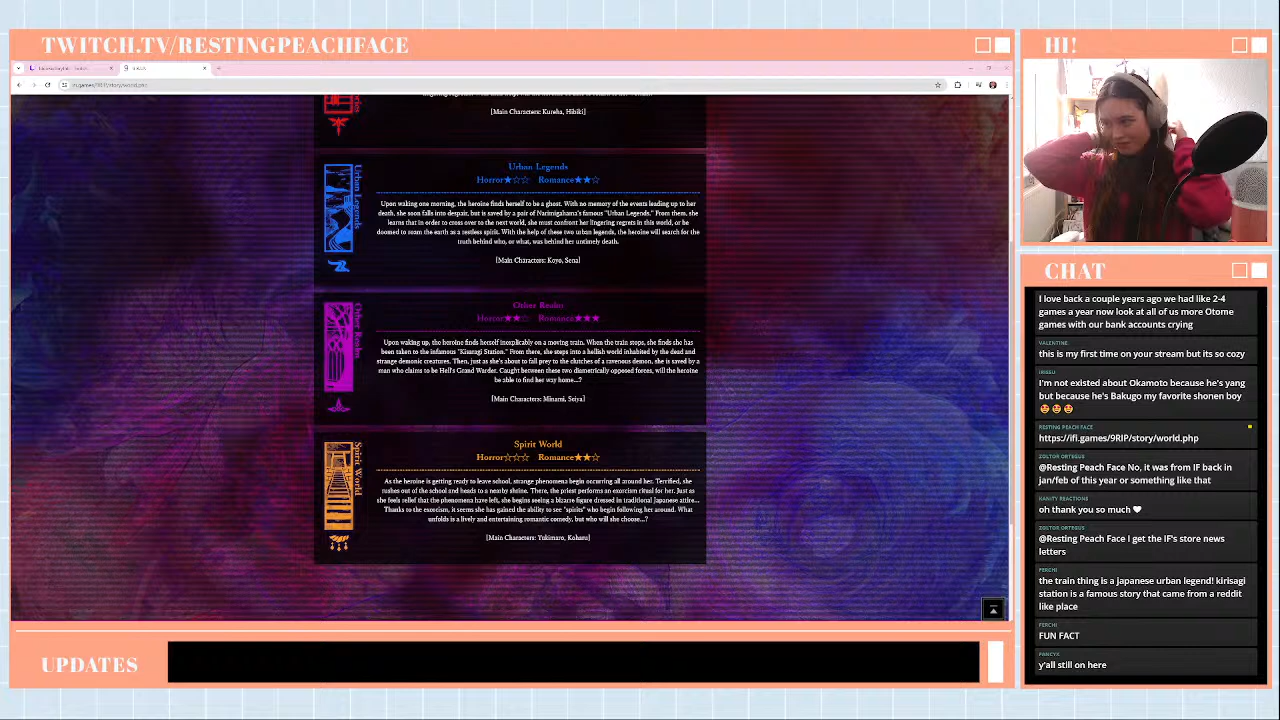 TWITCH.TV/RESTINGPEACHFACE
HI!
ifi.games/9RIP/story/world.php
[Main Characters: Kureha, Hibiki]
Urban Legends
Urban Legends
Horror★☆☆ Romance★★☆
Upon waking one morning, the heroine finds herself to be a ghost. With no memory of the events leading up to her
death, she soon falls into despair, but is saved by a pair of Narimigahama's famous "Urban Legends." From them, she
learns that in order to cross over to the next world, she must confront her lingering regrets in this world, or be
doomed to roam the earth as a restless spirit. With the help of these two urban legends, the heroine will search for the
truth behind who, or what, was behind her untimely death.
[Main Characters: Koyo, Sena]
Other Realm
Other Realm
Horror★★☆ Romance★★★
Upon waking up, the heroine finds herself inexplicably on a moving train. When the train stops, she finds she has
been taken to the infamous "Kisaragi Station." From there, she steps into a hellish world inhabited by the dead and
strange demonic creatures. Then, just as she's about to fall prey to the clutches of a ravenous demon, she is saved by a
man who claims to be Hell's Grand Warder. Caught between these two diametrically opposed forces, will the heroine
be able to find her way home...?
[Main Characters: Minami, Seiya]
Spirit World
Spirit World
Horror☆☆☆ Romance★★☆
As the heroine is getting ready to leave school, strange phenomena begin occurring all around her. Terrified, she
rushes out of the school and heads to a nearby shrine. There, the priest performs an exorcism ritual for her. Just as
she feels relief that the phenomena have left, she begins seeing a bizarre figure dressed in traditional Japanese attire...
Thanks to the exorcism, it seems she has gained the ability to see "spirits" who begin following her around. What
unfolds is a lively and entertaining romantic comedy, but who will she choose...?
[Main Characters: Yukimaru, Koharu]
CHAT
I love back a couple years ago we had like 2-4
games a year now look at all of us more Otome
games with our bank accounts crying
VALENTINE.
this is my first time on your stream but its so cozy
I'm not existed about Okamoto because he's yang
but because he's Bakugo my favorite shonen boy
😍😍😍
RESTING PEACH FACE
https://ifi.games/9RIP/story/world.php
ZOLTOR ORTEGUS
@Resting Peach Face No, it was from IF back in
jan/feb of this year or something like that
KANITY REACTIONS
oh thank you so much ❤
ZOLTOR ORTEGUS
@Resting Peach Face I get the IF's store news
letters
FERCHI
the train thing is a japanese urban legend! kirisagi
station is a famous story that came from a reddit
like place
FERCHI
FUN FACT
FANCYX
y'all still on here
UPDATES